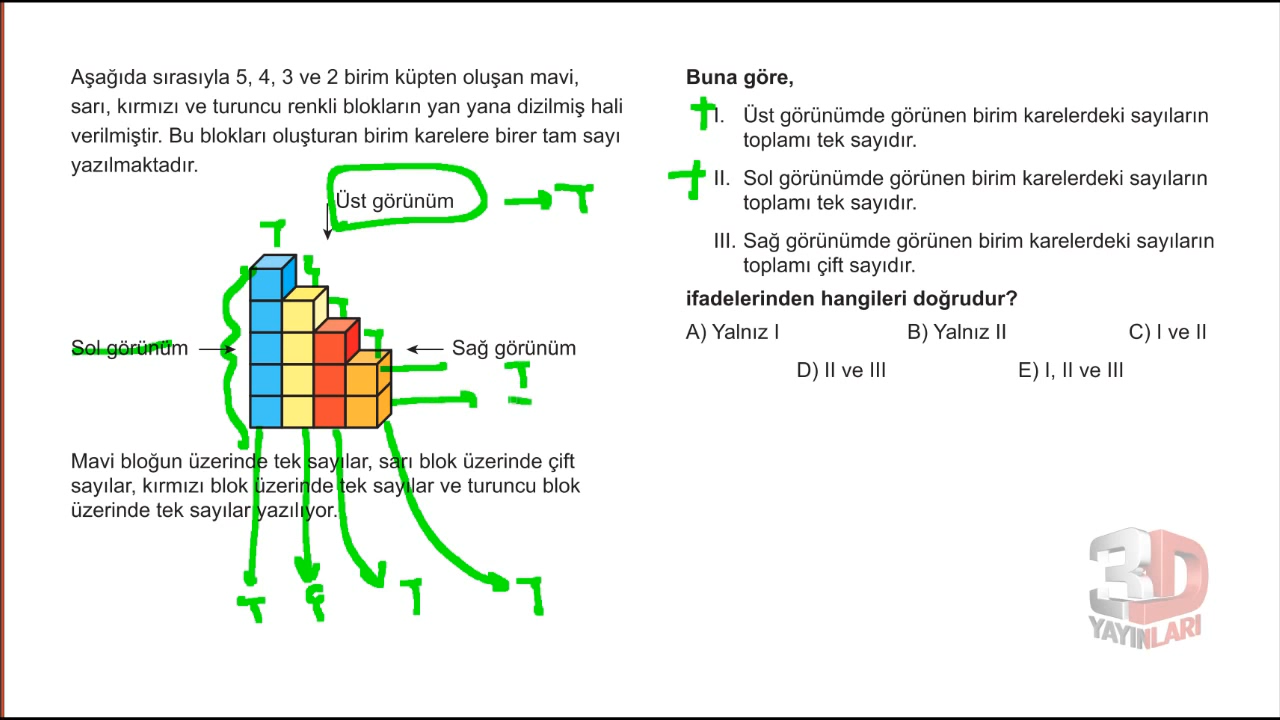 Aşağıda sırasıyla 5, 4, 3 ve 2 birim küpten oluşan mavi,
sarı, kırmızı ve turuncu renkli blokların yan yana dizilmiş hali
verilmiştir. Bu blokları oluşturan birim karelere birer tam sayı
yazılmaktadır.
Üst görünüm
T
T
Ç
T
T
Sol görünüm
Sağ görünüm
T
Mavi bloğun üzerinde tek sayılar, sarı blok üzerinde çift
sayılar, kırmızı blok üzerinde tek sayılar ve turuncu blok
üzerinde tek sayılar yazılıyor.
T Ç T T
Buna göre,
+ I. Üst görünümde görünen birim karelerdeki sayıların
toplamı tek sayıdır.
+ II. Sol görünümde görünen birim karelerdeki sayıların
toplamı tek sayıdır.
III. Sağ görünümde görünen birim karelerdeki sayıların
toplamı çift sayıdır.
ifadelerinden hangileri doğrudur?
A) Yalnız I B) Yalnız II C) I ve II
D) II ve III E) I, II ve III
3D
YAYINLARI